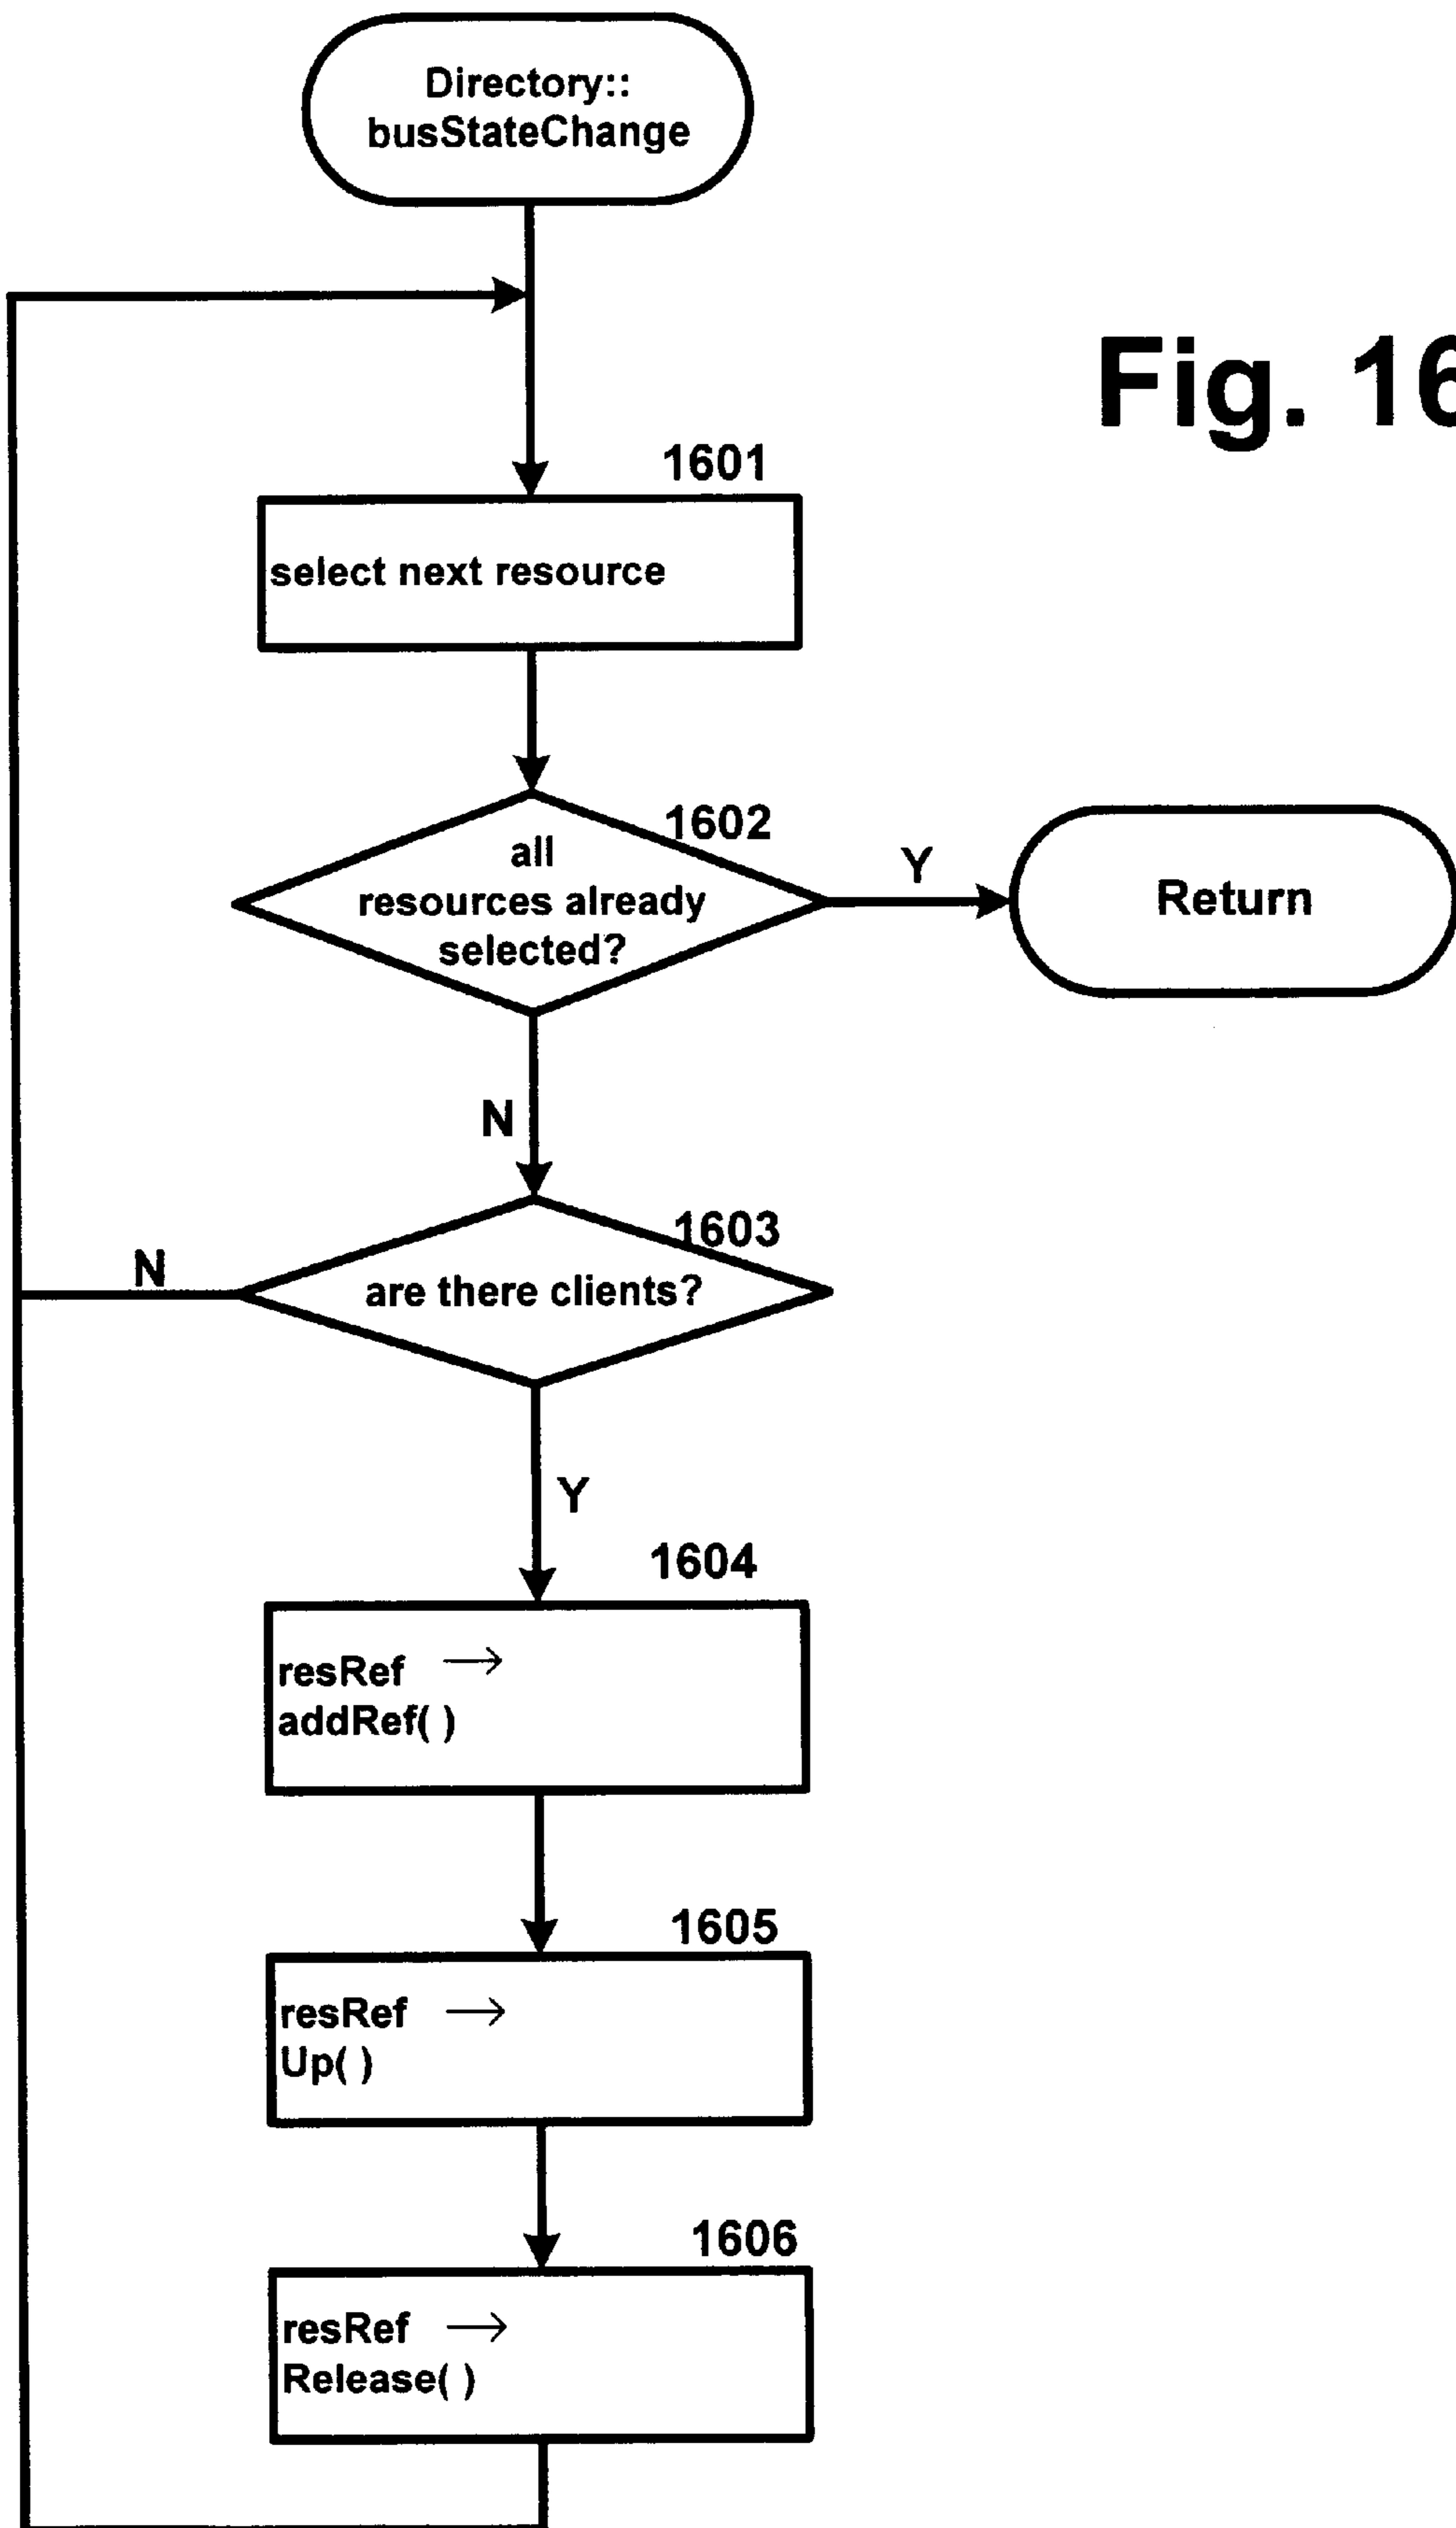 Directory::
busStateChange
Fig. 16
1601
select next resource
1602
all
resources already
selected?
Y
Return
N
1603
are there clients?
N
Y
1604
resRef →
addRef( )
1605
resRef →
Up( )
1606
resRef →
Release( )